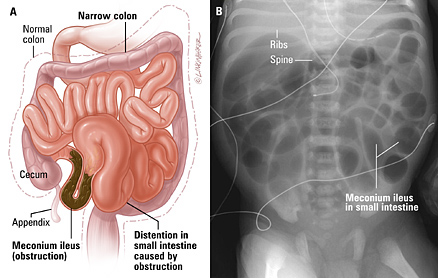 A
Narrow colon
Normal
colon
Cecum
Appendix
Meconium ileus
(obstruction)
Distention in
small intestine
caused by
obstruction
B
Ribs
Spine
Meconium ileus
in small intestine